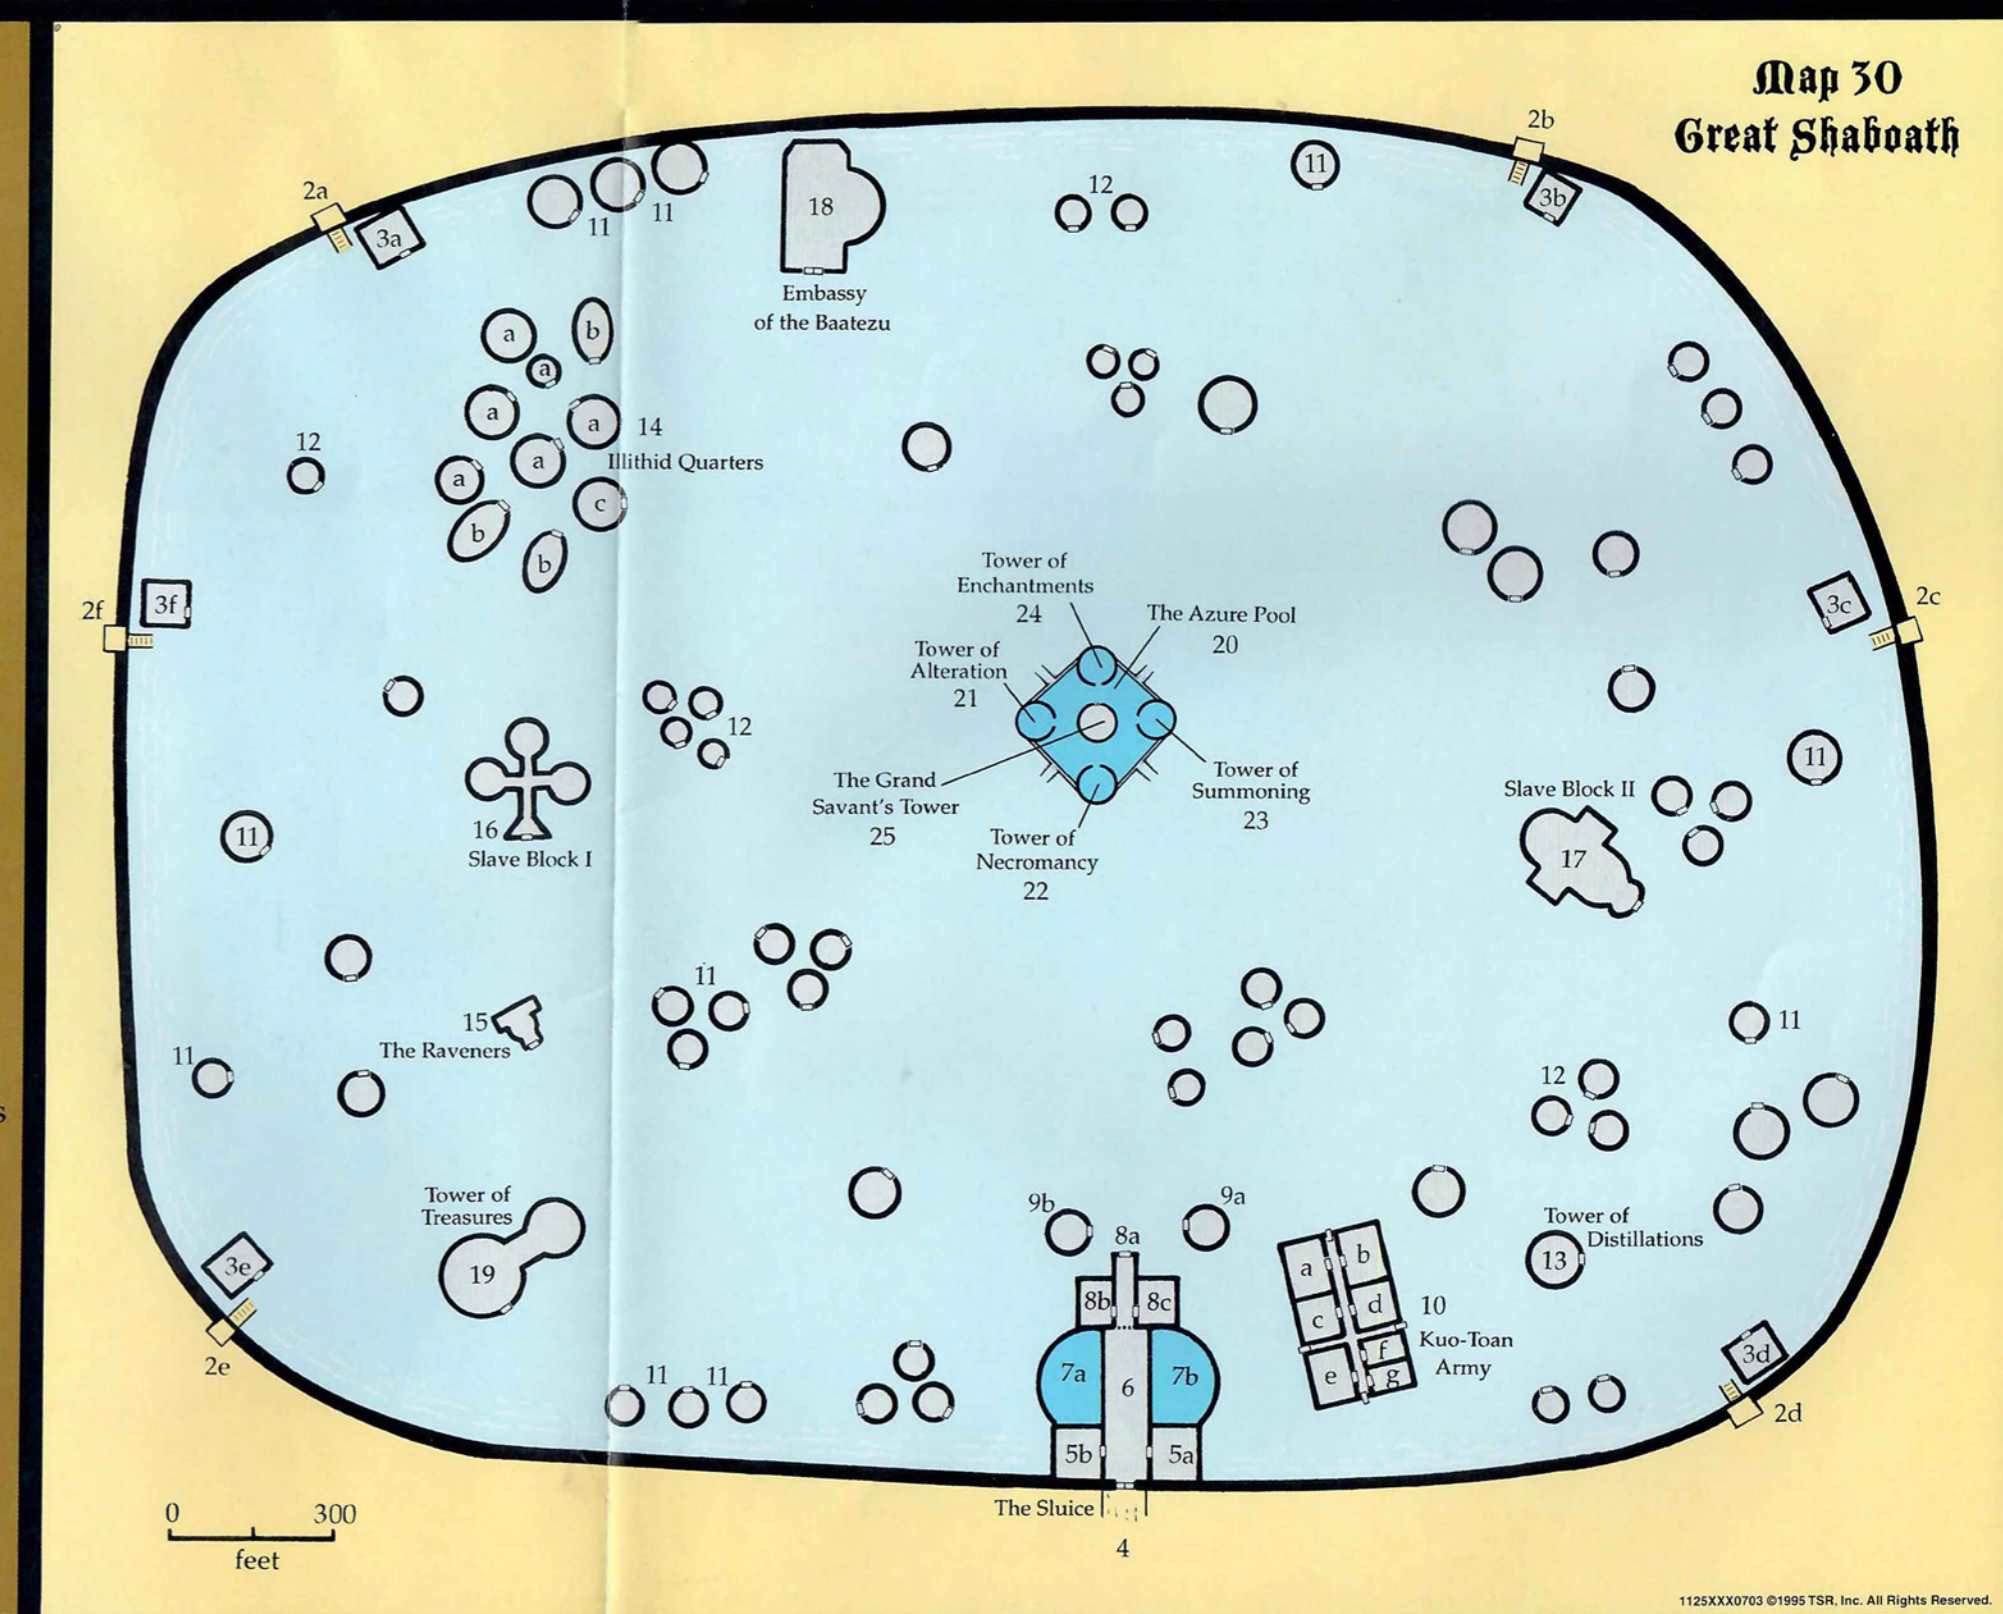 Map 30
Great Shaboath
2b
2a
11
3b
12
18
11
11
3a
Embassy
of the Baatezu
a
b
a
a
a
14
12
a
Illithid Quarters
a
c
b
b
Tower of
Enchantments
24
The Azure Pool
20
3f
2f
3c
2c
Tower of
Alteration
21
12
11
The Grand
Savant's Tower
25
Tower of
Summoning
23
Slave Block II
11
16
Slave Block I
Tower of
Necromancy
22
17
11
15
The Raveners
11
11
12
s
Tower of
Treasures
9b
9a
8a
Tower of
Distillations
3e
19
a
b
13
8b
8c
c
d
10
Kuo-Toan
Army
f
3d
2e
11
11
7a
6
7b
e
g
2d
5b
5a
The Sluice
0
300
feet
4
1125XXX0703 ©1995 TSR, Inc. All Rights Reserved.